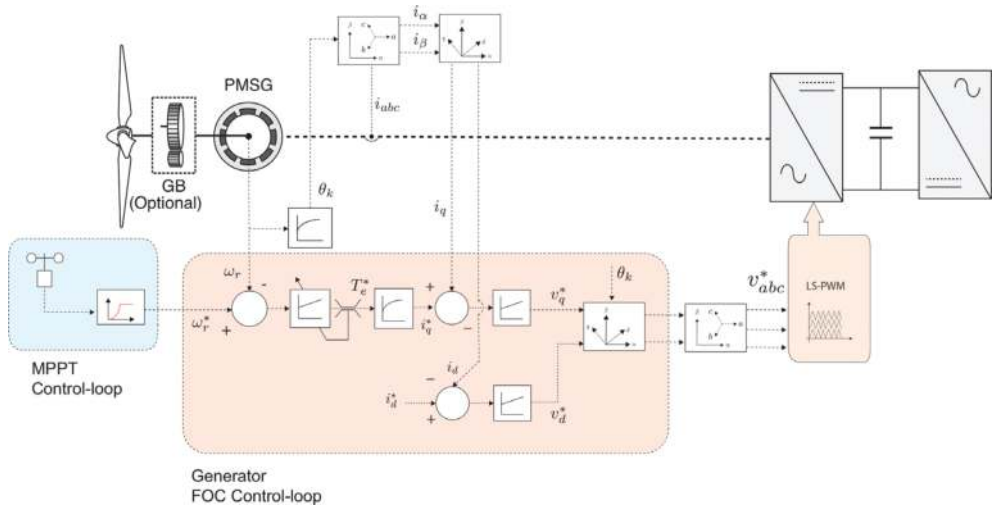 i_α
i_β
PMSG
i_abc
GB
(Optional)
θ_k
i_q
ω_r
-
T_e^*
+
v_q^*
θ_k
v_abc^*
LS-PWM
ω_r^*
+
i_q^*
−
MPPT
Control-loop
−
i_d
i_d^*
+
v_d^*
Generator
FOC Control-loop